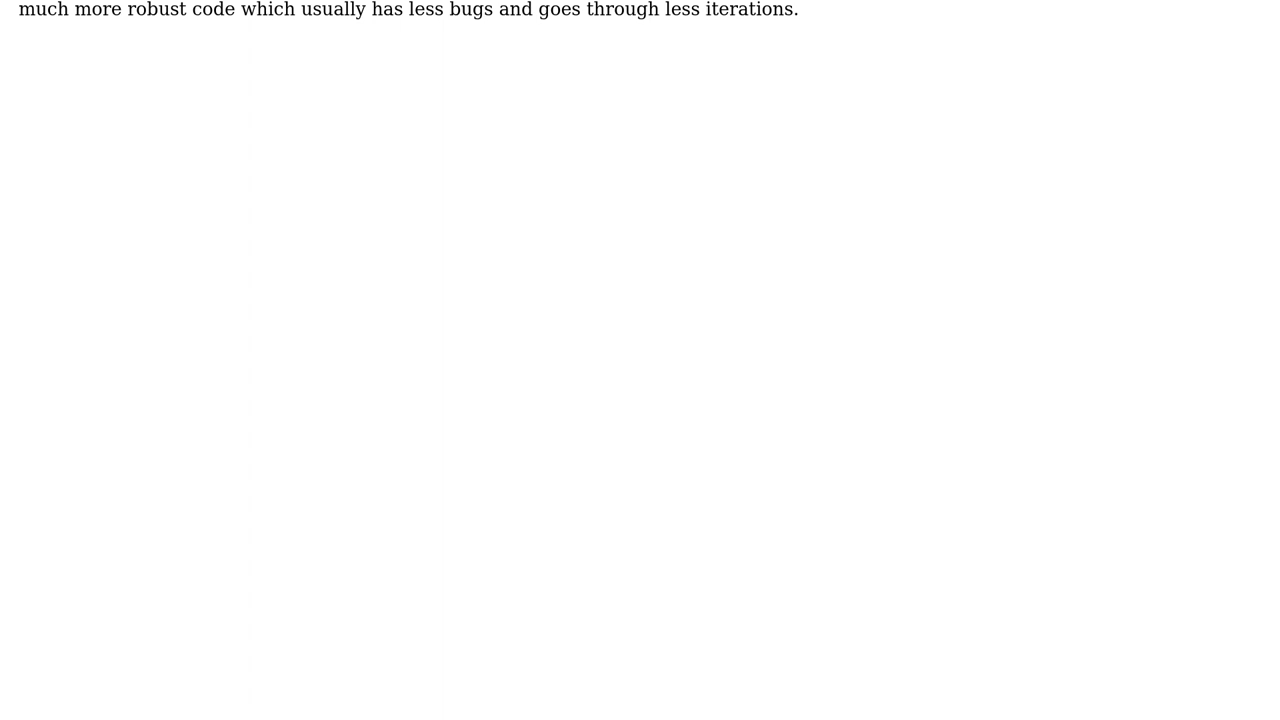 much more robust code which usually has less bugs and goes through less iterations.